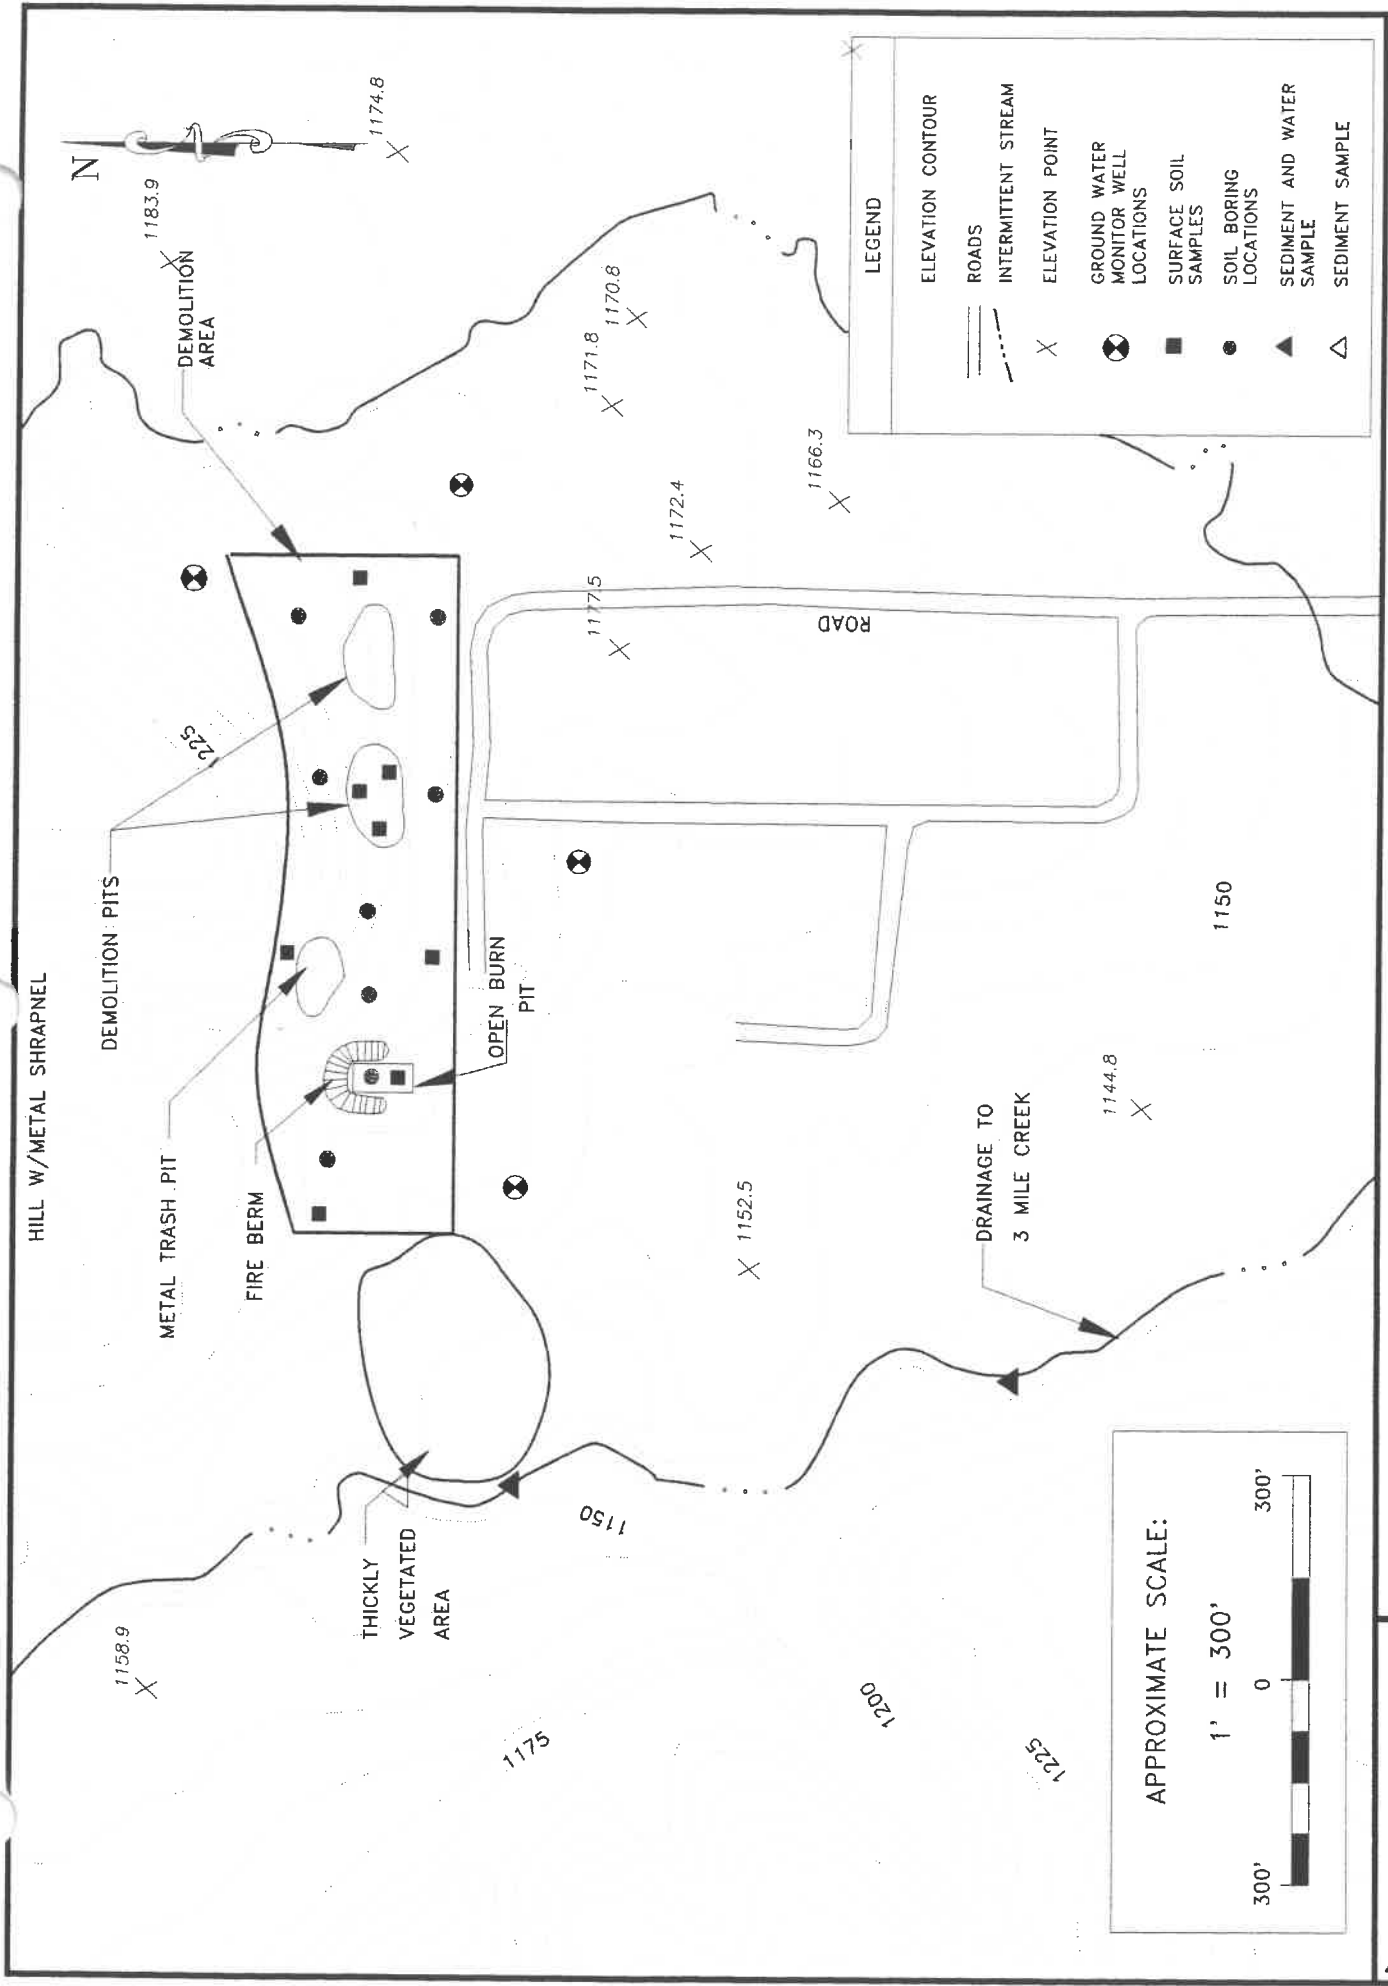 HILL W/METAL SHRAPNEL
N
1183.9
1174.8
DEMOLITION
AREA
DEMOLITION PITS
225
METAL TRASH PIT
FIRE BERM
OPEN BURN
PIT
1158.9
THICKLY
VEGETATED
AREA
1150
1175
1200
1225
1170.8
1171.8
1172.4
1166.3
1177.5
ROAD
1152.5
1144.8
1150
DRAINAGE TO
3 MILE CREEK
APPROXIMATE SCALE:
1' = 300'
300'
0
300'
LEGEND
ELEVATION CONTOUR
ROADS
INTERMITTENT STREAM
ELEVATION POINT
GROUND WATER
MONITOR WELL
LOCATIONS
SURFACE SOIL
SAMPLES
SOIL BORING
LOCATIONS
SEDIMENT AND WATER
SAMPLE
SEDIMENT SAMPLE